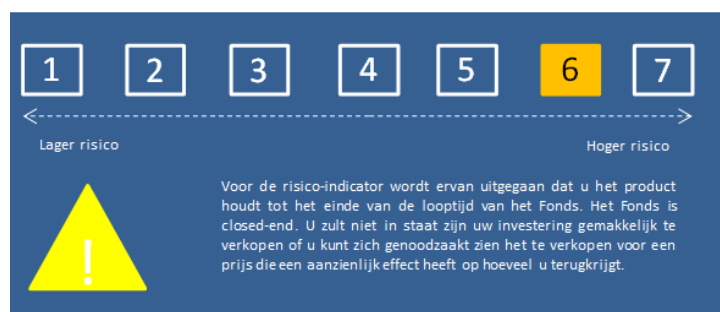 1 2 3 4 5 6 7
Lager risico Hoger risico
!
Voor de risico-indicator wordt ervan uitgegaan dat u het product
houdt tot het einde van de looptijd van het Fonds. Het Fonds is
closed-end. U zult niet in staat zijn uw investering gemakkelijk te
verkopen of u kunt zich genoodzaakt zien het te verkopen voor een
prijs die een aanzienlijk effect heeft op hoeveel u terugkrijgt.